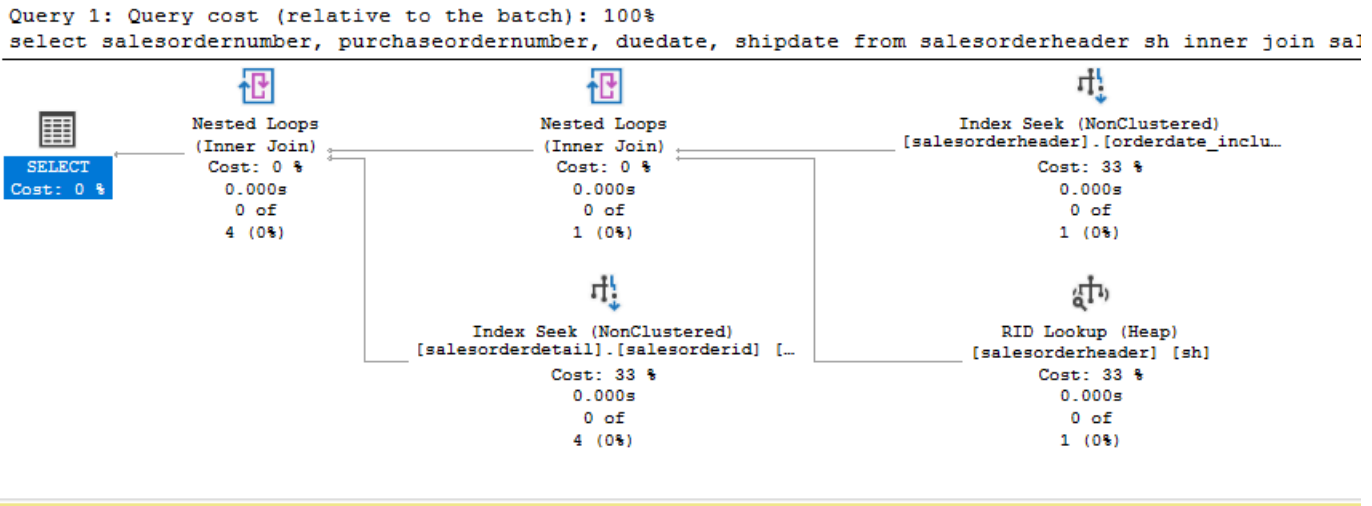 Query 1: Query cost (relative to the batch): 100%
select salesordernumber, purchaseordernumber, duedate, shipdate from salesorderheader sh inner join sal
SELECT
Cost: 0 %
Nested Loops
(Inner Join)
Cost: 0 %
0.000s
0 of
4 (0%)
Nested Loops
(Inner Join)
Cost: 0 %
0.000s
0 of
1 (0%)
Index Seek (NonClustered)
[salesorderheader].[orderdate_inclu…
Cost: 33 %
0.000s
0 of
1 (0%)
Index Seek (NonClustered)
[salesorderdetail].[salesorderid] […
Cost: 33 %
0.000s
0 of
4 (0%)
RID Lookup (Heap)
[salesorderheader] [sh]
Cost: 33 %
0.000s
0 of
1 (0%)